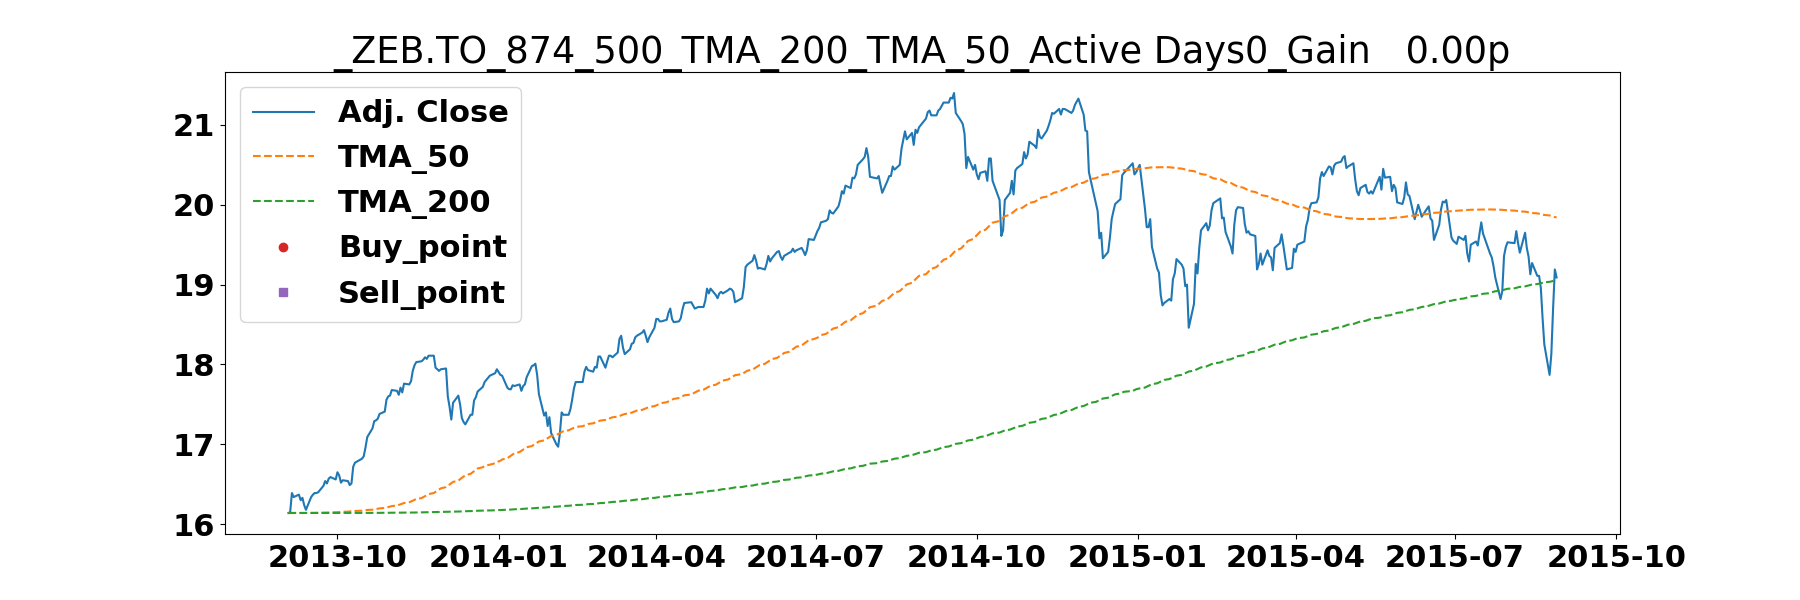 _ZEB.TO_874_500_TMA_200_TMA_50_Active Days0_Gain   0.00p
Adj. Close
TMA_50
TMA_200
Buy_point
Sell_point
21
20
19
18
17
16
2013-10 2014-01 2014-04 2014-07 2014-10 2015-01 2015-04 2015-07 2015-10